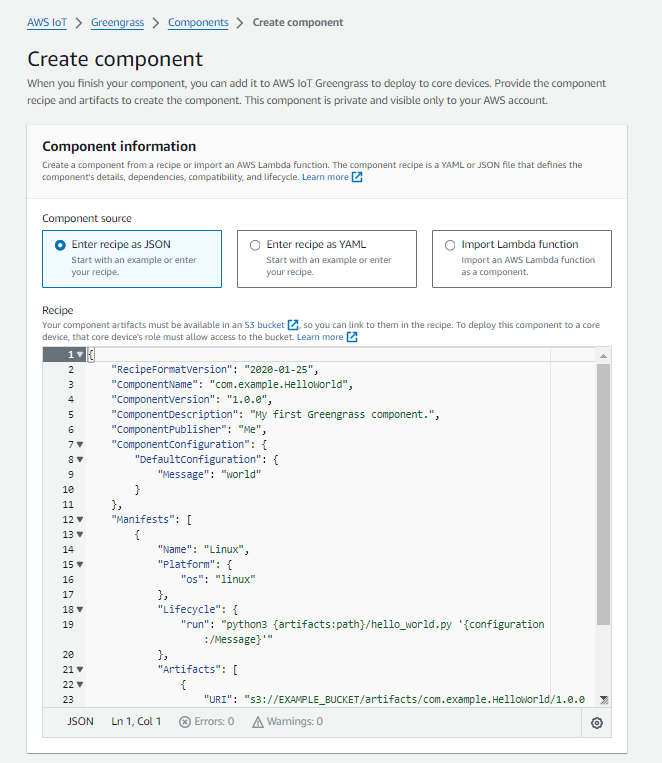 AWS IoT > Greengrass > Components > Create component
Create component
When you finish your component, you can add it to AWS IoT Greengrass to deploy to core devices. Provide the component
recipe and artifacts to create the component. This component is private and visible only to your AWS account.
Component information
Create a component from a recipe or import an AWS Lambda function. The component recipe is a YAML or JSON file that defines the
component's details, dependencies, compatibility, and lifecycle. Learn more
Component source
Enter recipe as JSON
Start with an example or enter
your recipe.
Enter recipe as YAML
Start with an example or enter
your recipe.
Import Lambda function
Import an AWS Lambda function
as a component.
Recipe
Your component artifacts must be available in an S3 bucket , so you can link to them in the recipe. To deploy this component to a core
device, that core device's role must allow access to the bucket. Learn more
1 {
2 "RecipeFormatVersion": "2020-01-25",
3 "ComponentName": "com.example.HelloWorld",
4 "ComponentVersion": "1.0.0",
5 "ComponentDescription": "My first Greengrass component.",
6 "ComponentPublisher": "Me",
7 "ComponentConfiguration": {
8 "DefaultConfiguration": {
9 "Message": "world"
10 }
11 },
12 "Manifests": [
13 {
14 "Name": "Linux",
15 "Platform": {
16 "os": "linux"
17 },
18 "Lifecycle": {
19 "run": "python3 {artifacts:path}/hello_world.py '{configuration
:/Message}'"
20 },
21 "Artifacts": [
22 {
23 "URI": "s3://EXAMPLE_BUCKET/artifacts/com.example.HelloWorld/1.0.0
JSON Ln 1, Col 1 Errors: 0 Warnings: 0